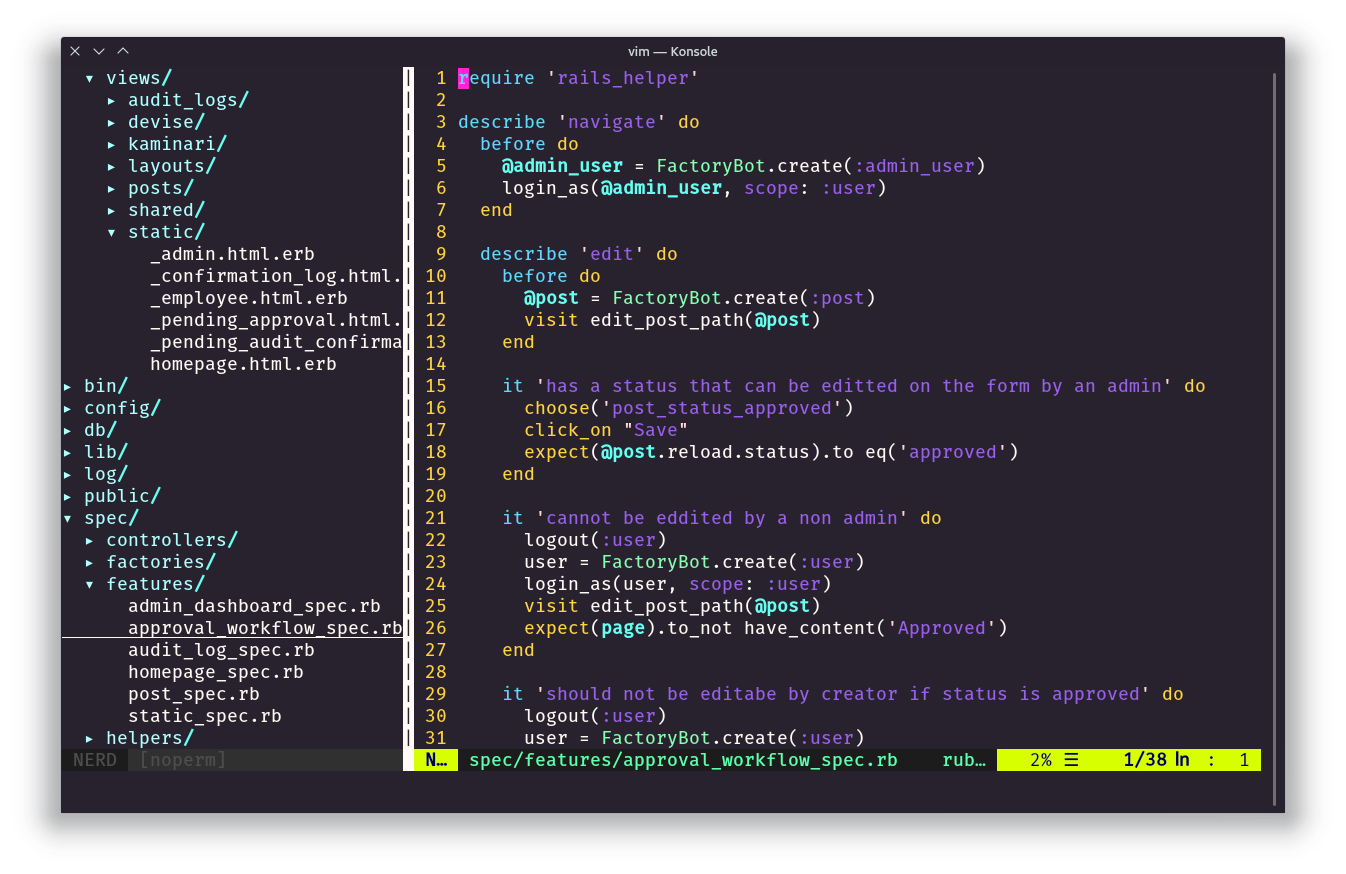 vim — Konsole
▾ views/
▸ audit_logs/
▸ devise/
▸ kaminari/
▸ layouts/
▸ posts/
▸ shared/
▾ static/
_admin.html.erb
_confirmation_log.html.
_employee.html.erb
_pending_approval.html.
_pending_audit_confirma
homepage.html.erb
▸ bin/
▸ config/
▸ db/
▸ lib/
▸ log/
▸ public/
▾ spec/
▸ controllers/
▸ factories/
▾ features/
admin_dashboard_spec.rb
approval_workflow_spec.rb
audit_log_spec.rb
homepage_spec.rb
post_spec.rb
static_spec.rb
▸ helpers/
NERD [noperm]
1 require 'rails_helper'
2
3 describe 'navigate' do
4   before do
5     @admin_user = FactoryBot.create(:admin_user)
6     login_as(@admin_user, scope: :user)
7   end
8
9   describe 'edit' do
10     before do
11       @post = FactoryBot.create(:post)
12       visit edit_post_path(@post)
13     end
14
15     it 'has a status that can be editted on the form by an admin' do
16       choose('post_status_approved')
17       click_on "Save"
18       expect(@post.reload.status).to eq('approved')
19     end
20
21     it 'cannot be eddited by a non admin' do
22       logout(:user)
23       user = FactoryBot.create(:user)
24       login_as(user, scope: :user)
25       visit edit_post_path(@post)
26       expect(page).to_not have_content('Approved')
27     end
28
29     it 'should not be editabe by creator if status is approved' do
30       logout(:user)
31       user = FactoryBot.create(:user)
N… spec/features/approval_workflow_spec.rb rub… 2% ☰ 1/38 ln : 1